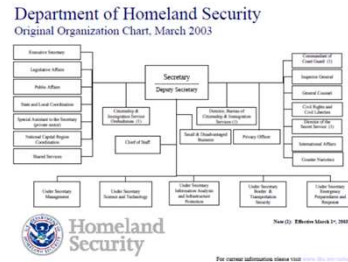 Department of Homeland Security
Original Organization Chart, March 2003
Executive Secretary
Legislative Affairs
Public Affairs
State and Local Coordination
Special Assistant to the Secretary
(private sector)
National Capital Region
Coordination
Shared Services
Secretary
Deputy Secretary
Citizenship &
Immigration Service
Ombudsman (1)
Director, Bureau of
Citizenship & Immigration
Services (1)
Chief of Staff
Small & Disadvantaged
Business
Privacy Officer
Commandant of
Coast Guard (1)
Inspector General
General Counsel
Civil Rights and
Civil Liberties
Director of the
Secret Service (1)
International Affairs
Counter Narcotics
Under Secretary
Management
Under Secretary
Science and Technology
Under Secretary
Information Analysis
and Infrastructure
Protection
Under Secretary
Border &
Transportation
Security
Under Secretary
Emergency
Preparedness and
Response
Homeland
Security
Note (1): Effective March 1st, 2003
For current information please visit